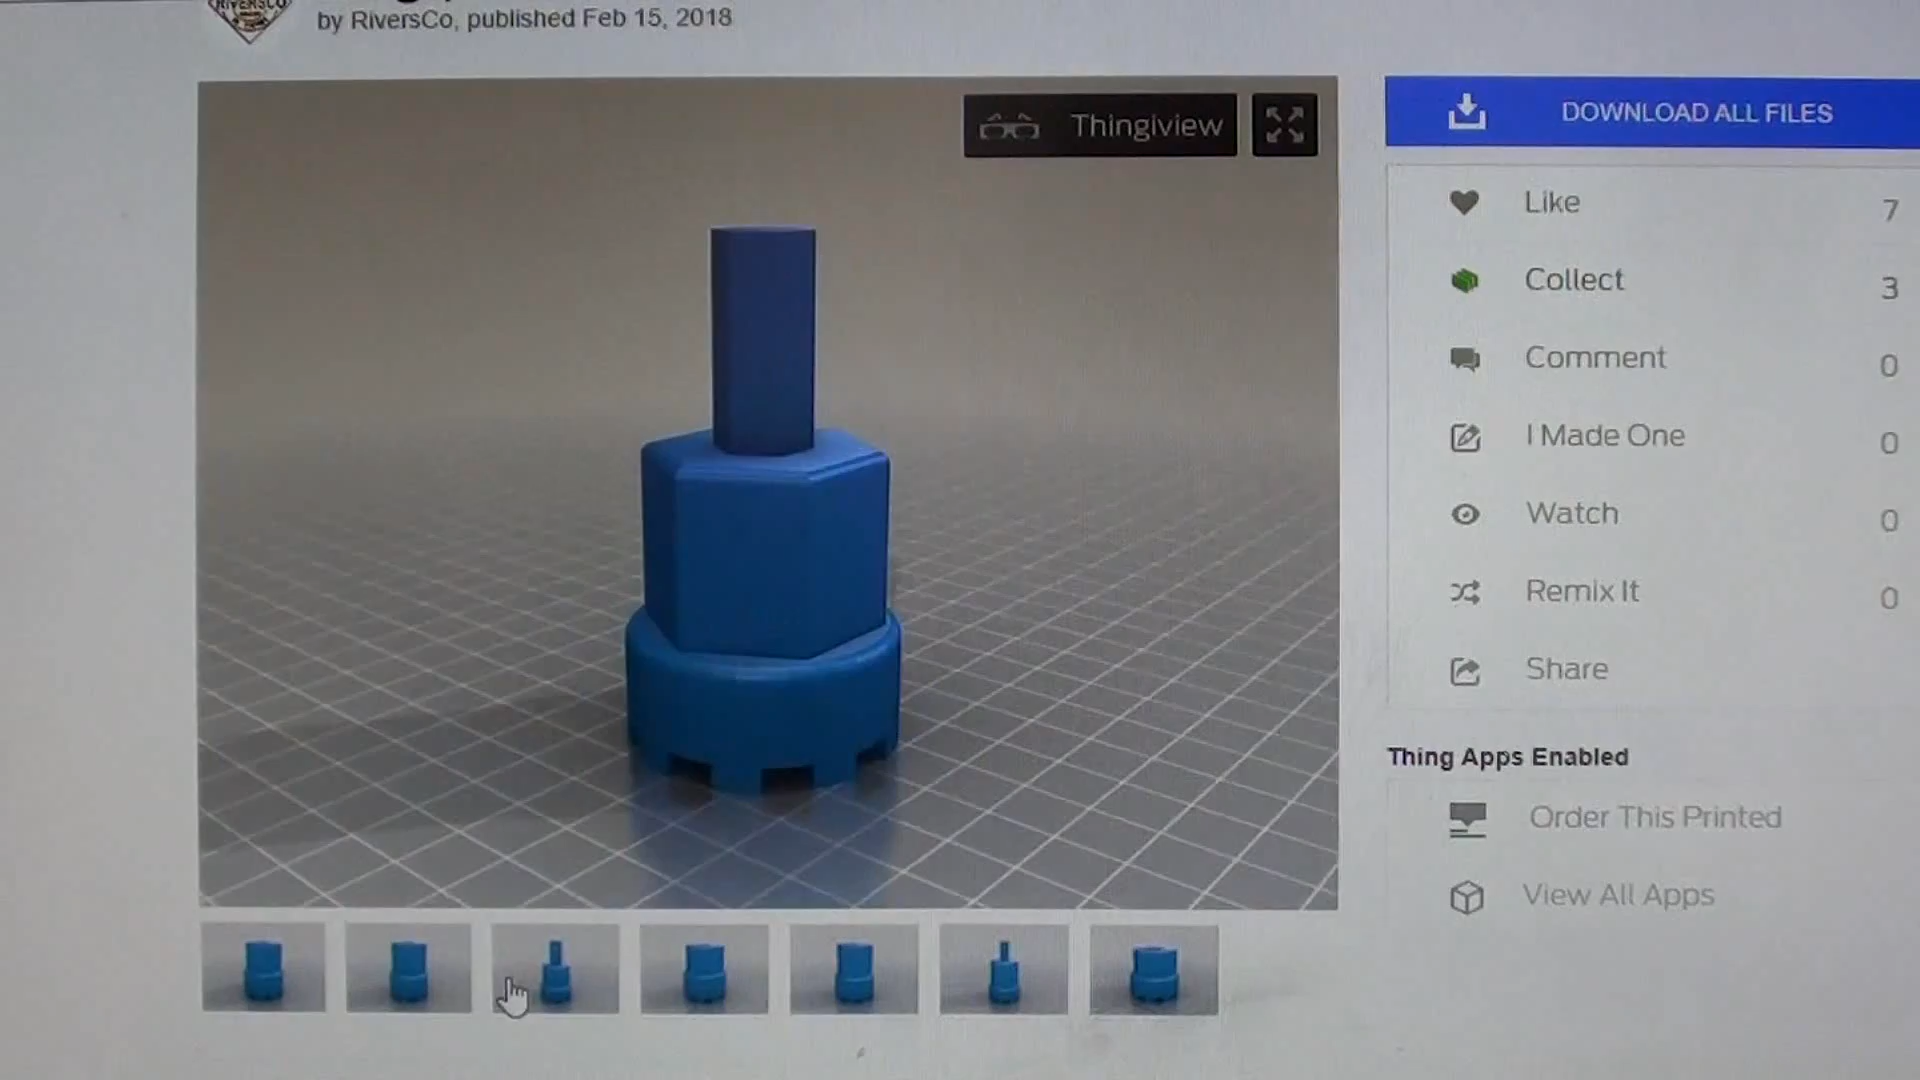 RIVERSCO
by RiversCo, published Feb 15, 2018
Thingiview
DOWNLOAD ALL FILES
Like 7
Collect 3
Comment 0
I Made One 0
Watch 0
Remix It 0
Share
Thing Apps Enabled
Order This Printed
View All Apps